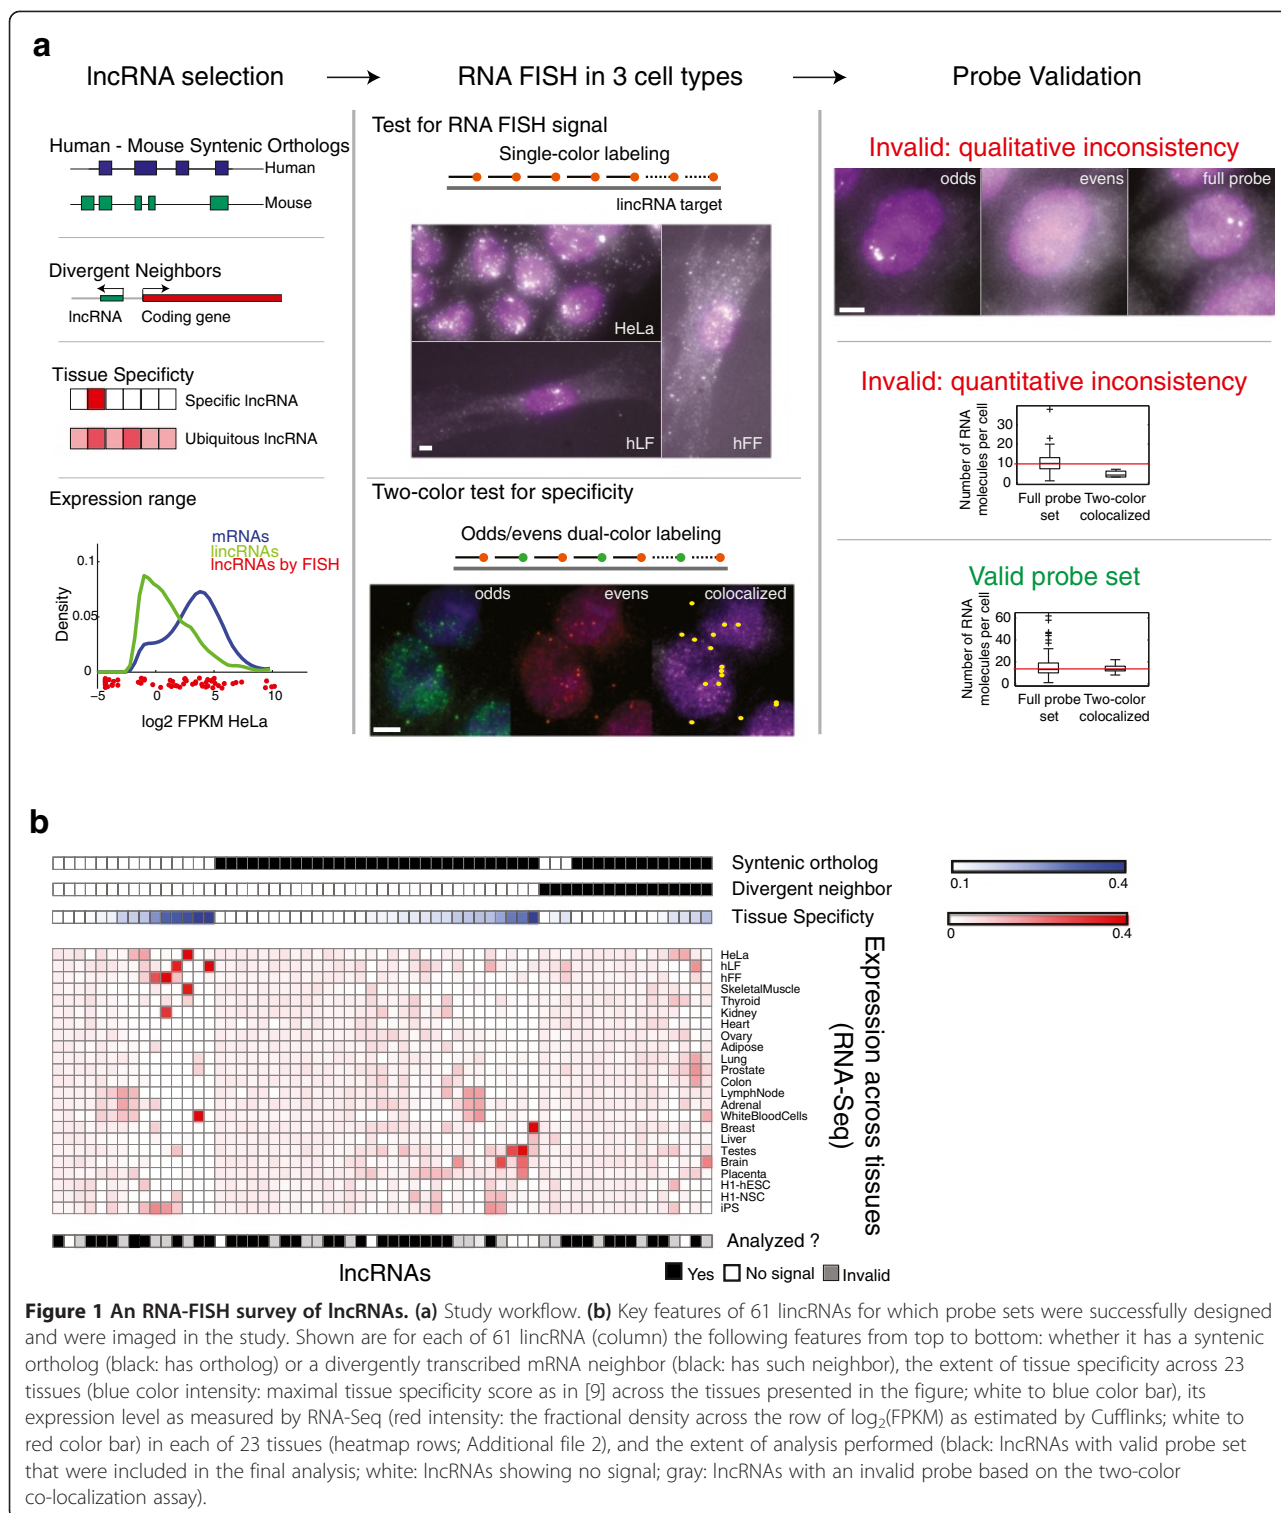 a
lncRNA selection
RNA FISH in 3 cell types
Probe Validation
Human - Mouse Syntenic Orthologs
Human
Mouse
Divergent Neighbors
lncRNA
Coding gene
Tissue Specificty
Specific lncRNA
Ubiquitous lncRNA
Expression range
mRNAs
lincRNAs
lncRNAs by FISH
Density
0.1
0.05
0
−5
0
5
10
log2 FPKM HeLa
Test for RNA FISH signal
Single-color labeling
lincRNA target
HeLa
hLF
hFF
Two-color test for specificity
Odds/evens dual-color labeling
odds
evens
colocalized
Invalid: qualitative inconsistency
odds
evens
full probe
Invalid: quantitative inconsistency
Number of RNA
molecules per cell
30
20
10
0
Full probe
set
Two-color
colocalized
Valid probe set
Number of RNA
molecules per cell
60
40
20
0
Full probe
set
Two-color
colocalized
b
Syntenic ortholog
Divergent neighbor
Tissue Specificty
0.1
0.4
0
0.4
HeLa
hLF
hFF
SkeletalMuscle
Thyroid
Kidney
Heart
Ovary
Adipose
Lung
Prostate
Colon
LymphNode
Adrenal
WhiteBloodCells
Breast
Liver
Testes
Brain
Placenta
H1-hESC
H1-NSC
iPS
Expression across tissues
(RNA-Seq)
Analyzed ?
lncRNAs
Yes
No signal
Invalid
Figure 1 An RNA-FISH survey of lncRNAs. (a) Study workflow. (b) Key features of 61 lincRNAs for which probe sets were successfully designed
and were imaged in the study. Shown are for each of 61 lincRNA (column) the following features from top to bottom: whether it has a syntenic
ortholog (black: has ortholog) or a divergently transcribed mRNA neighbor (black: has such neighbor), the extent of tissue specificity across 23
tissues (blue color intensity: maximal tissue specificity score as in [9] across the tissues presented in the figure; white to blue color bar), its
expression level as measured by RNA-Seq (red intensity: the fractional density across the row of log2(FPKM) as estimated by Cufflinks; white to
red color bar) in each of 23 tissues (heatmap rows; Additional file 2), and the extent of analysis performed (black: lncRNAs with valid probe set
that were included in the final analysis; white: lncRNAs showing no signal; gray: lncRNAs with an invalid probe based on the two-color
co-localization assay).